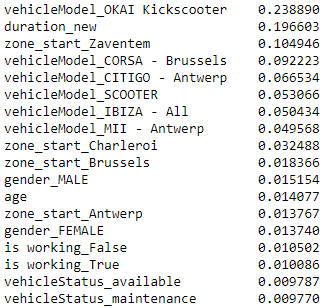 vehicleModel_OKAI Kickscooter 0.238890
duration_new 0.196603
zone_start_Zaventem 0.104946
vehicleModel_CORSA - Brussels 0.092223
vehicleModel_CITIGO - Antwerp 0.066534
vehicleModel_SCOOTER 0.053066
vehicleModel_IBIZA - All 0.050434
vehicleModel_MII - Antwerp 0.049568
zone_start_Charleroi 0.032488
zone_start_Brussels 0.018366
gender_MALE 0.015154
age 0.014077
zone_start_Antwerp 0.013767
gender_FEMALE 0.013740
is working_False 0.010502
is working_True 0.010086
vehicleStatus_available 0.009787
vehicleStatus_maintenance 0.009770